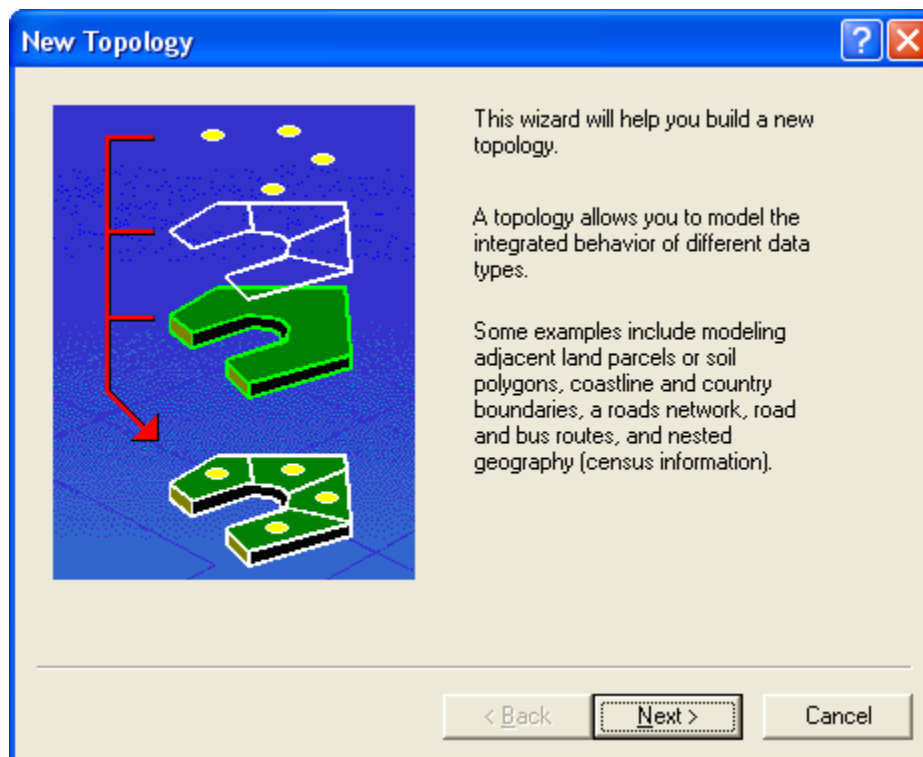 New Topology
This wizard will help you build a new
topology.
A topology allows you to model the
integrated behavior of different data
types.
Some examples include modeling
adjacent land parcels or soil
polygons, coastline and country
boundaries, a roads network, road
and bus routes, and nested
geography (census information).
< Back
Next >
Cancel